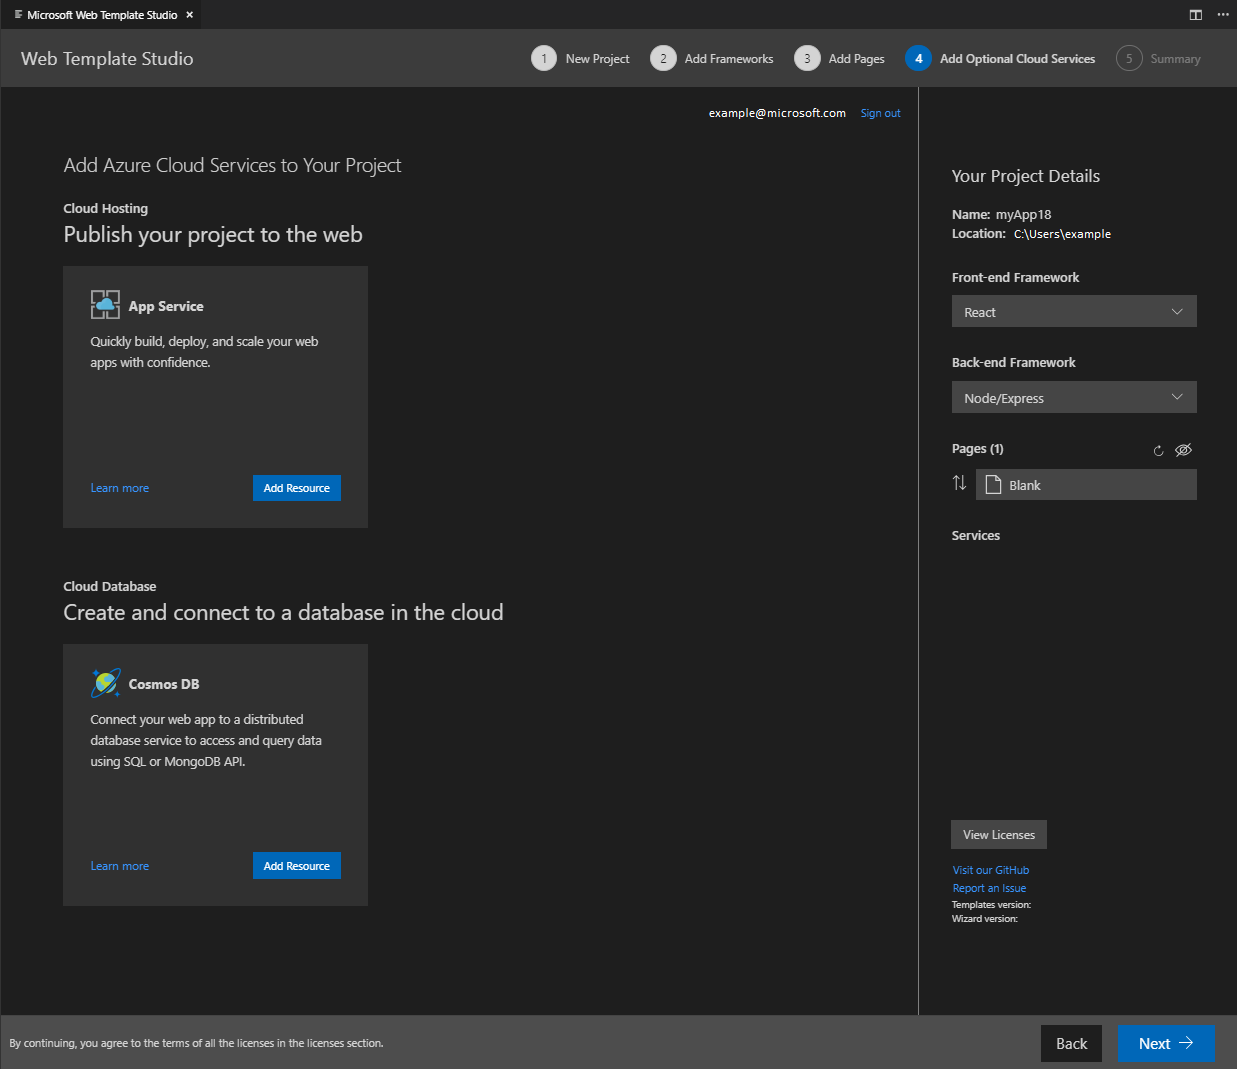 Microsoft Web Template Studio
Web Template Studio
1 New Project
2 Add Frameworks
3 Add Pages
4 Add Optional Cloud Services
5 Summary
example@microsoft.com Sign out
Add Azure Cloud Services to Your Project
Cloud Hosting
Publish your project to the web
App Service
Quickly build, deploy, and scale your web
apps with confidence.
Learn more
Add Resource
Cloud Database
Create and connect to a database in the cloud
Cosmos DB
Connect your web app to a distributed
database service to access and query data
using SQL or MongoDB API.
Learn more
Add Resource
Your Project Details
Name: myApp18
Location: C:\Users\example
Front-end Framework
React
Back-end Framework
Node/Express
Pages (1)
Blank
Services
View Licenses
Visit our GitHub
Report an Issue
Templates version:
Wizard version:
By continuing, you agree to the terms of all the licenses in the licenses section.
Back
Next